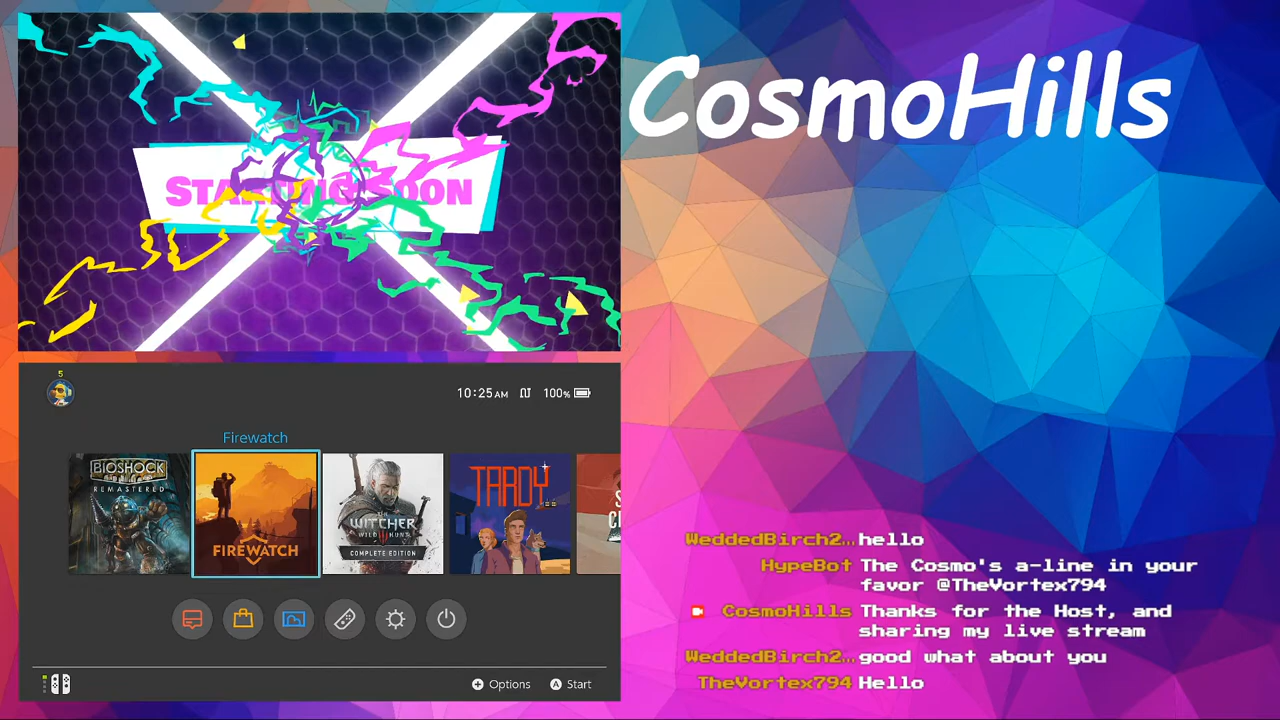 STARTING SOON
CosmoHills
5
10:25 AM 100%
Firewatch
BIOSHOCK
REMASTERED
FIREWATCH
THE
WITCHER
WILD HUNT
COMPLETE EDITION
TARDY
S
C
Options
Start
WeddedBirch2... hello
HypeBot The Cosmo's a-line in your
favor @TheVortex794
CosmoHills Thanks for the Host, and
sharing my live stream
WeddedBirch2... good what about you
TheVortex794 Hello